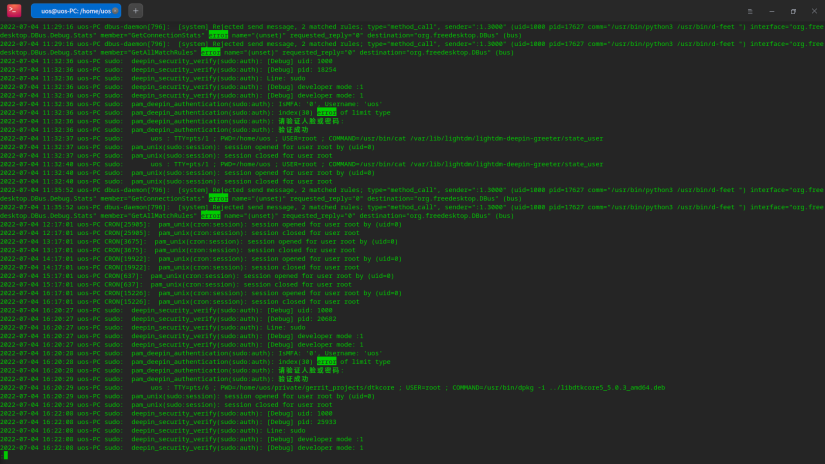 uos@uos-PC: /home/uos
2022-07-04 11:29:16 uos-PC dbus-daemon[796]:  [system] Rejected send message, 2 matched rules; type="method_call", sender=":1.3000" (uid=1000 pid=17627 comm="/usr/bin/python3 /usr/bin/d-feet ") interface="org.free
desktop.DBus.Debug.Stats" member="GetConnectionStats" error name="(unset)" requested_reply="0" destination="org.freedesktop.DBus" (bus)
2022-07-04 11:29:16 uos-PC dbus-daemon[796]:  [system] Rejected send message, 2 matched rules; type="method_call", sender=":1.3000" (uid=1000 pid=17627 comm="/usr/bin/python3 /usr/bin/d-feet ") interface="org.free
desktop.DBus.Debug.Stats" member="GetAllMatchRules" error name="(unset)" requested_reply="0" destination="org.freedesktop.DBus" (bus)
2022-07-04 11:32:36 uos-PC sudo:  deepin_security_verify(sudo:auth): [Debug] uid: 1000
2022-07-04 11:32:36 uos-PC sudo:  deepin_security_verify(sudo:auth): [Debug] pid: 18254
2022-07-04 11:32:36 uos-PC sudo:  deepin_security_verify(sudo:auth): Line: sudo
2022-07-04 11:32:36 uos-PC sudo:  deepin_security_verify(sudo:auth): [Debug] developer mode :1
2022-07-04 11:32:36 uos-PC sudo:  deepin_security_verify(sudo:auth): [Debug] developer mode: 1
2022-07-04 11:32:36 uos-PC sudo:  pam_deepin_authentication(sudo:auth): IsMFA: '0', Username: 'uos'
2022-07-04 11:32:36 uos-PC sudo:  pam_deepin_authentication(sudo:auth): index(30) error of limit type
2022-07-04 11:32:36 uos-PC sudo:  pam_deepin_authentication(sudo:auth): 请验证人脸或密码:
2022-07-04 11:32:36 uos-PC sudo:  pam_deepin_authentication(sudo:auth): 验证成功
2022-07-04 11:32:37 uos-PC sudo:       uos : TTY=pts/1 ; PWD=/home/uos ; USER=root ; COMMAND=/usr/bin/cat /var/lib/lightdm/lightdm-deepin-greeter/state_user
2022-07-04 11:32:37 uos-PC sudo:  pam_unix(sudo:session): session opened for user root by (uid=0)
2022-07-04 11:32:37 uos-PC sudo:  pam_unix(sudo:session): session closed for user root
2022-07-04 11:32:48 uos-PC sudo:       uos : TTY=pts/1 ; PWD=/home/uos ; USER=root ; COMMAND=/usr/bin/cat /var/lib/lightdm/lightdm-deepin-greeter/state_user
2022-07-04 11:32:48 uos-PC sudo:  pam_unix(sudo:session): session opened for user root by (uid=0)
2022-07-04 11:32:48 uos-PC sudo:  pam_unix(sudo:session): session closed for user root
2022-07-04 11:35:52 uos-PC dbus-daemon[796]:  [system] Rejected send message, 2 matched rules; type="method_call", sender=":1.3000" (uid=1000 pid=17627 comm="/usr/bin/python3 /usr/bin/d-feet ") interface="org.free
desktop.DBus.Debug.Stats" member="GetConnectionStats" error name="(unset)" requested_reply="0" destination="org.freedesktop.DBus" (bus)
2022-07-04 11:35:52 uos-PC dbus-daemon[796]:  [system] Rejected send message, 2 matched rules; type="method_call", sender=":1.3000" (uid=1000 pid=17627 comm="/usr/bin/python3 /usr/bin/d-feet ") interface="org.free
desktop.DBus.Debug.Stats" member="GetAllMatchRules" error name="(unset)" requested_reply="0" destination="org.freedesktop.DBus" (bus)
2022-07-04 12:17:01 uos-PC CRON[25905]:  pam_unix(cron:session): session opened for user root by (uid=0)
2022-07-04 12:17:01 uos-PC CRON[25905]:  pam_unix(cron:session): session closed for user root
2022-07-04 13:17:01 uos-PC CRON[3675]:  pam_unix(cron:session): session opened for user root by (uid=0)
2022-07-04 13:17:01 uos-PC CRON[3675]:  pam_unix(cron:session): session closed for user root
2022-07-04 14:17:01 uos-PC CRON[19922]:  pam_unix(cron:session): session opened for user root by (uid=0)
2022-07-04 14:17:01 uos-PC CRON[19922]:  pam_unix(cron:session): session closed for user root
2022-07-04 15:17:01 uos-PC CRON[637]:  pam_unix(cron:session): session opened for user root by (uid=0)
2022-07-04 15:17:01 uos-PC CRON[637]:  pam_unix(cron:session): session closed for user root
2022-07-04 16:17:01 uos-PC CRON[15226]:  pam_unix(cron:session): session opened for user root by (uid=0)
2022-07-04 16:17:01 uos-PC CRON[15226]:  pam_unix(cron:session): session closed for user root
2022-07-04 16:20:27 uos-PC sudo:  deepin_security_verify(sudo:auth): [Debug] uid: 1000
2022-07-04 16:20:27 uos-PC sudo:  deepin_security_verify(sudo:auth): [Debug] pid: 20682
2022-07-04 16:20:27 uos-PC sudo:  deepin_security_verify(sudo:auth): Line: sudo
2022-07-04 16:20:27 uos-PC sudo:  deepin_security_verify(sudo:auth): [Debug] developer mode :1
2022-07-04 16:20:27 uos-PC sudo:  deepin_security_verify(sudo:auth): [Debug] developer mode: 1
2022-07-04 16:20:28 uos-PC sudo:  pam_deepin_authentication(sudo:auth): IsMFA: '0', Username: 'uos'
2022-07-04 16:20:28 uos-PC sudo:  pam_deepin_authentication(sudo:auth): index(30) error of limit type
2022-07-04 16:20:28 uos-PC sudo:  pam_deepin_authentication(sudo:auth): 请验证人脸或密码:
2022-07-04 16:20:29 uos-PC sudo:  pam_deepin_authentication(sudo:auth): 验证成功
2022-07-04 16:20:29 uos-PC sudo:       uos : TTY=pts/6 ; PWD=/home/uos/private/gerrit_projects/dtkcore ; USER=root ; COMMAND=/usr/bin/dpkg -i ../libdtkcore5_5.0.3_amd64.deb
2022-07-04 16:20:29 uos-PC sudo:  pam_unix(sudo:session): session opened for user root by (uid=0)
2022-07-04 16:20:29 uos-PC sudo:  pam_unix(sudo:session): session closed for user root
2022-07-04 16:22:08 uos-PC sudo:  deepin_security_verify(sudo:auth): [Debug] uid: 1000
2022-07-04 16:22:08 uos-PC sudo:  deepin_security_verify(sudo:auth): [Debug] pid: 25933
2022-07-04 16:22:08 uos-PC sudo:  deepin_security_verify(sudo:auth): Line: sudo
2022-07-04 16:22:08 uos-PC sudo:  deepin_security_verify(sudo:auth): [Debug] developer mode :1
2022-07-04 16:22:08 uos-PC sudo:  deepin_security_verify(sudo:auth): [Debug] developer mode: 1
: